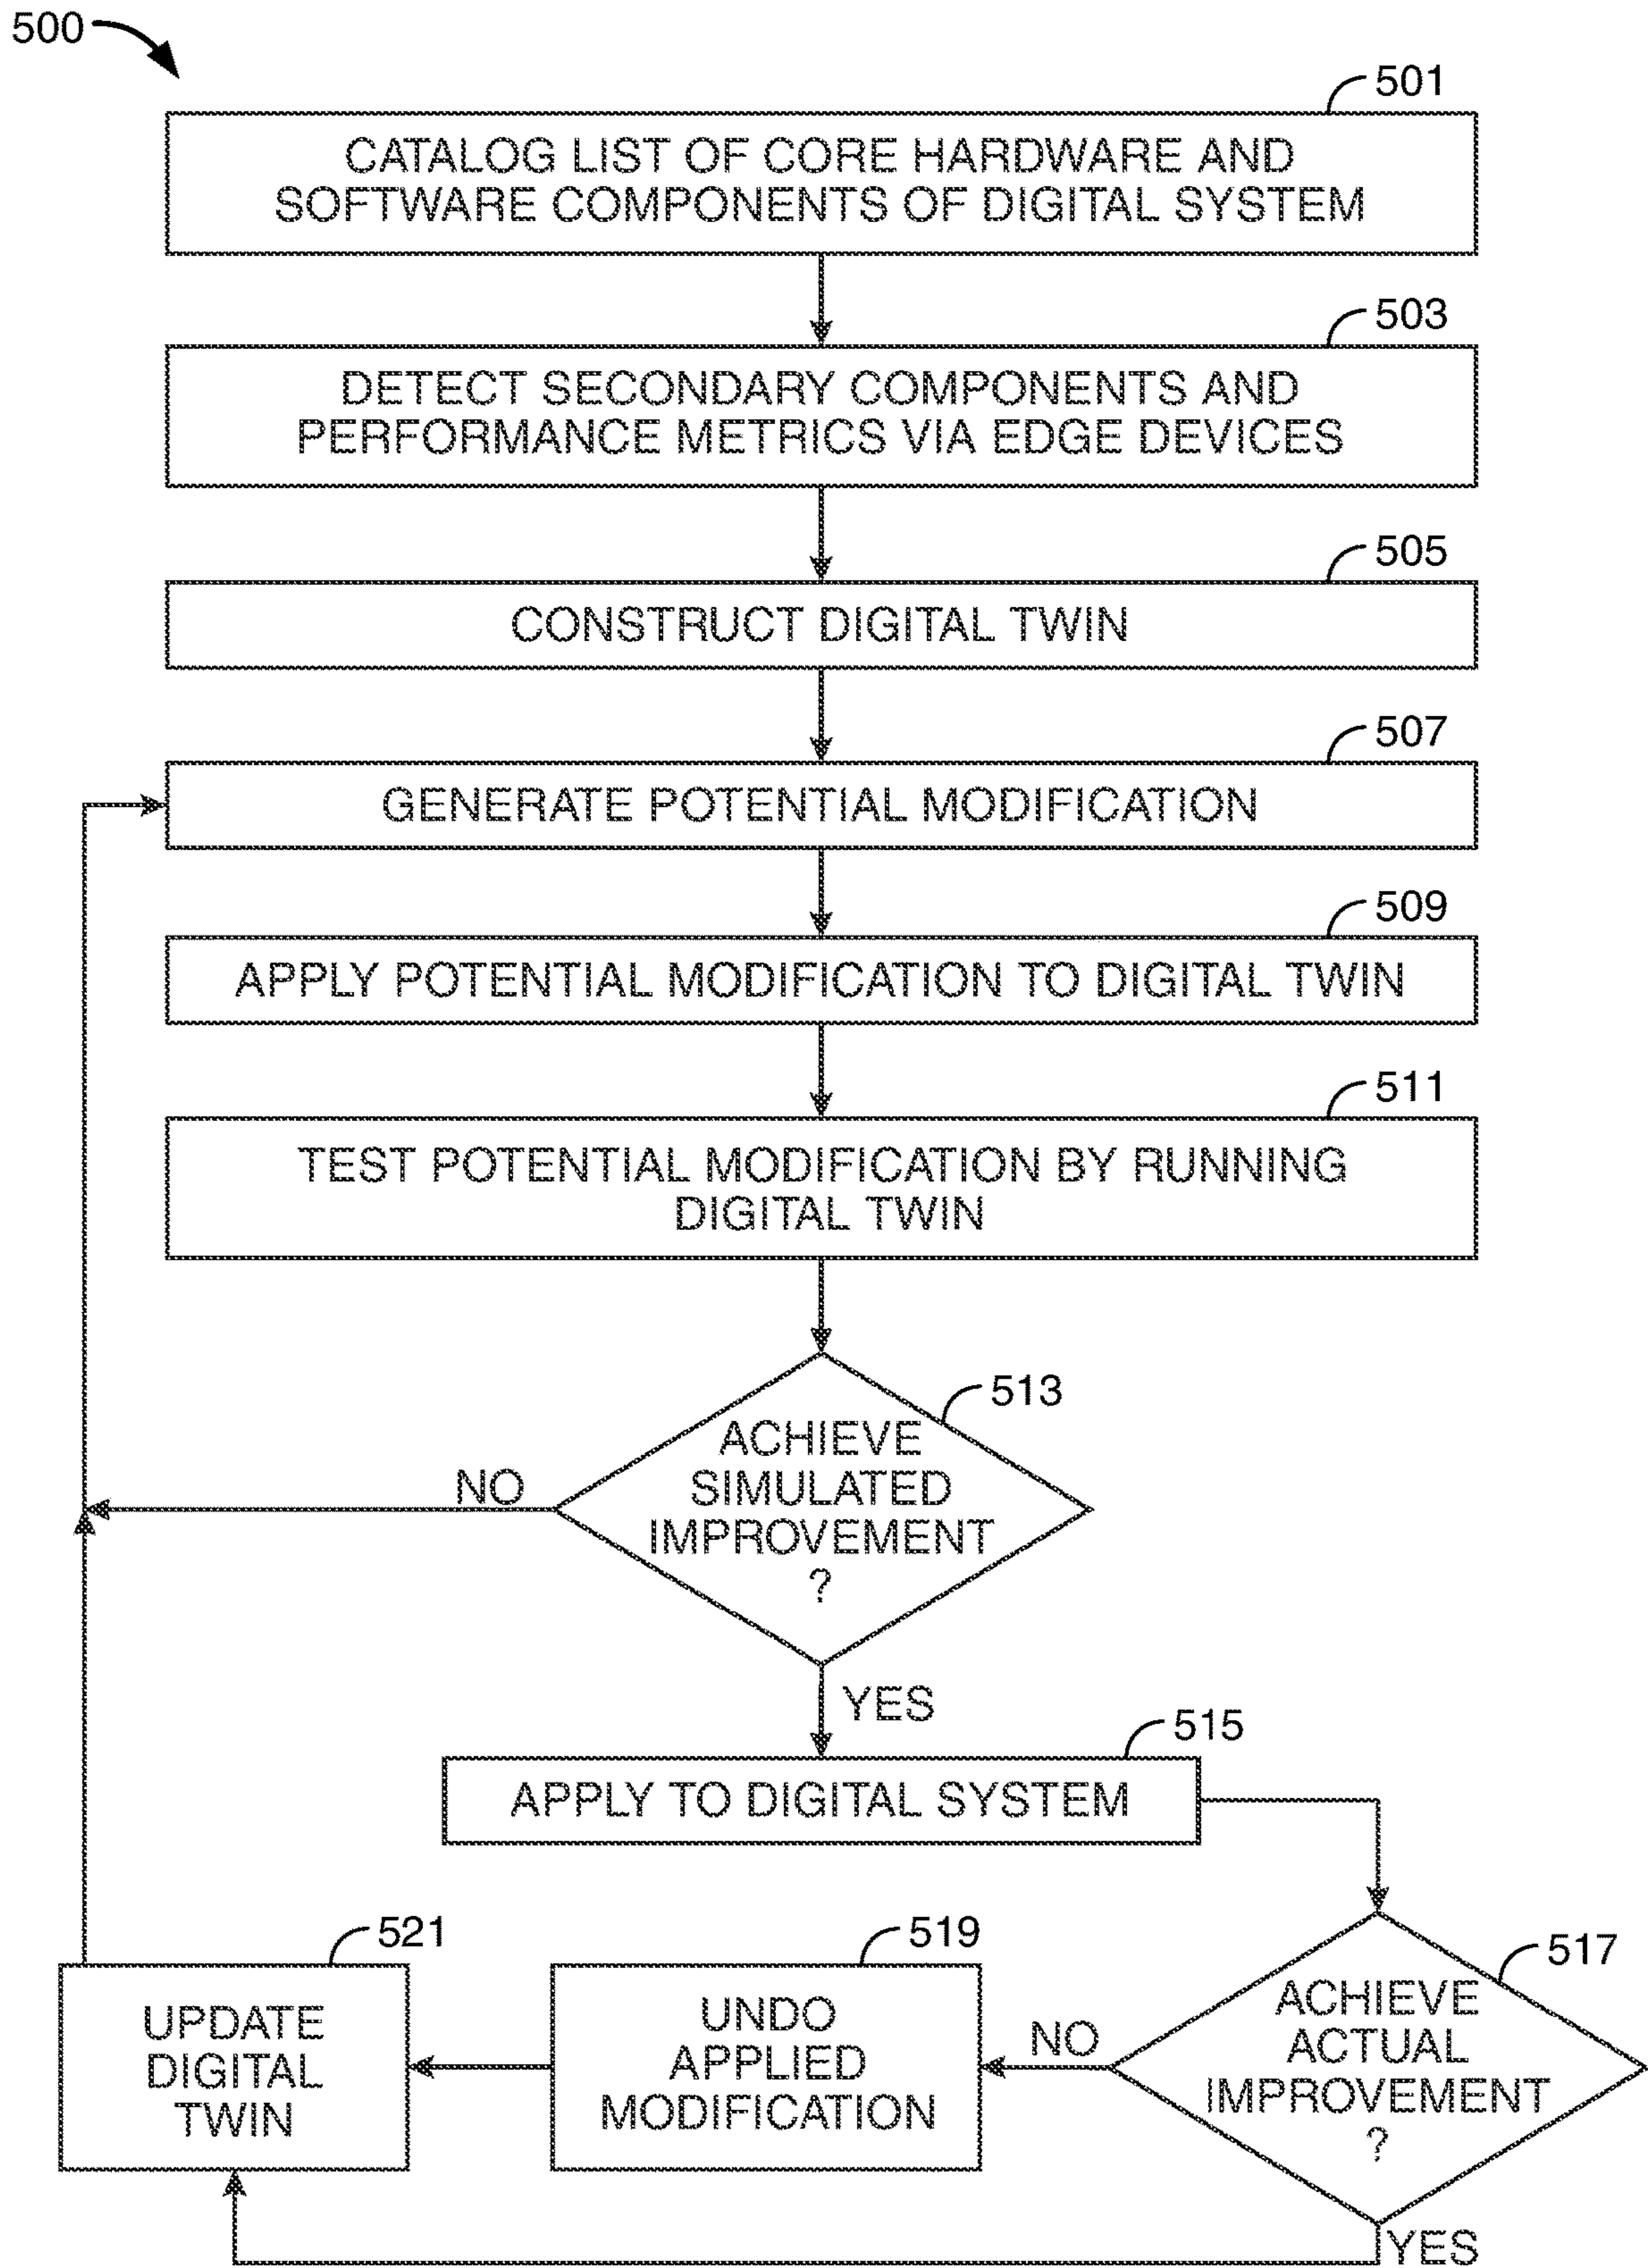 500
501
CATALOG LIST OF CORE HARDWARE AND
SOFTWARE COMPONENTS OF DIGITAL SYSTEM
503
DETECT SECONDARY COMPONENTS AND
PERFORMANCE METRICS VIA EDGE DEVICES
505
CONSTRUCT DIGITAL TWIN
507
GENERATE POTENTIAL MODIFICATION
509
APPLY POTENTIAL MODIFICATION TO DIGITAL TWIN
511
TEST POTENTIAL MODIFICATION BY RUNNING
DIGITAL TWIN
513
ACHIEVE
SIMULATED
IMPROVEMENT
?
NO
YES
515
APPLY TO DIGITAL SYSTEM
517
ACHIEVE
ACTUAL
IMPROVEMENT
?
NO
YES
519
UNDO
APPLIED
MODIFICATION
521
UPDATE
DIGITAL
TWIN